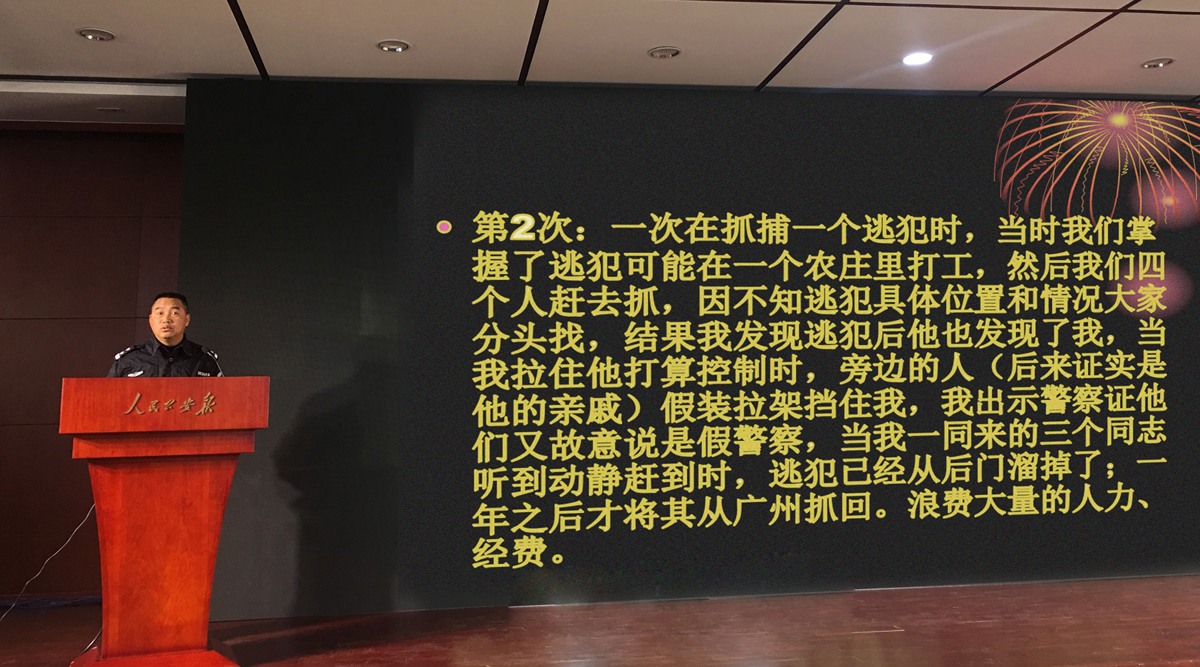 第2次：一次在抓捕一个逃犯时，当时我们掌
握了逃犯可能在一个农庄里打工，然后我们四
个人赶去抓，因不知逃犯具体位置和情况大家
分头找，结果我发现逃犯后他也发现了我，当
我拉住他打算控制时，旁边的人（后来证实是
他的亲戚）假装拉架挡住我，我出示警察证他
们又故意说是假警察，当我一同来的三个同志
听到动静赶到时，逃犯已经从后门溜掉了；一
年之后才将其从广州抓回。浪费大量的人力、
经费。
人民公安报